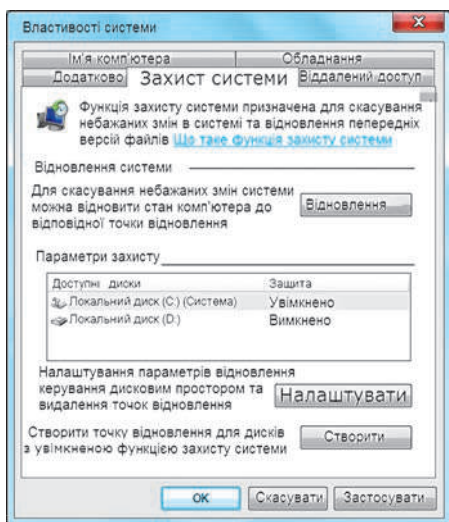 Властивості системи
Ім'я комп'ютера Обладнання
Додатково Захист системи Віддалений доступ
Функція захисту системи призначена для скасування
небажаних змін в системі та відновлення пепередніх
версій файлів Що таке функція захисту системи
Відновлення системи
Для скасування небажаних змін системи
можна відновити стан комп'ютера до
відповідної точки відновлення
Відновлення...
Параметри захисту
Доступні диски Защита
Локальний диск (C:) (Система) Увімкнено
Локальний диск (D:) Вимкнено
Налаштування параметрів відновлення
керування дисковим простором та
видалення точок відновлення
Налаштувати
Створити точку відновлення для дисків
з увімкненою функцією захисту системи
Створити
OK Скасувати Застосувати